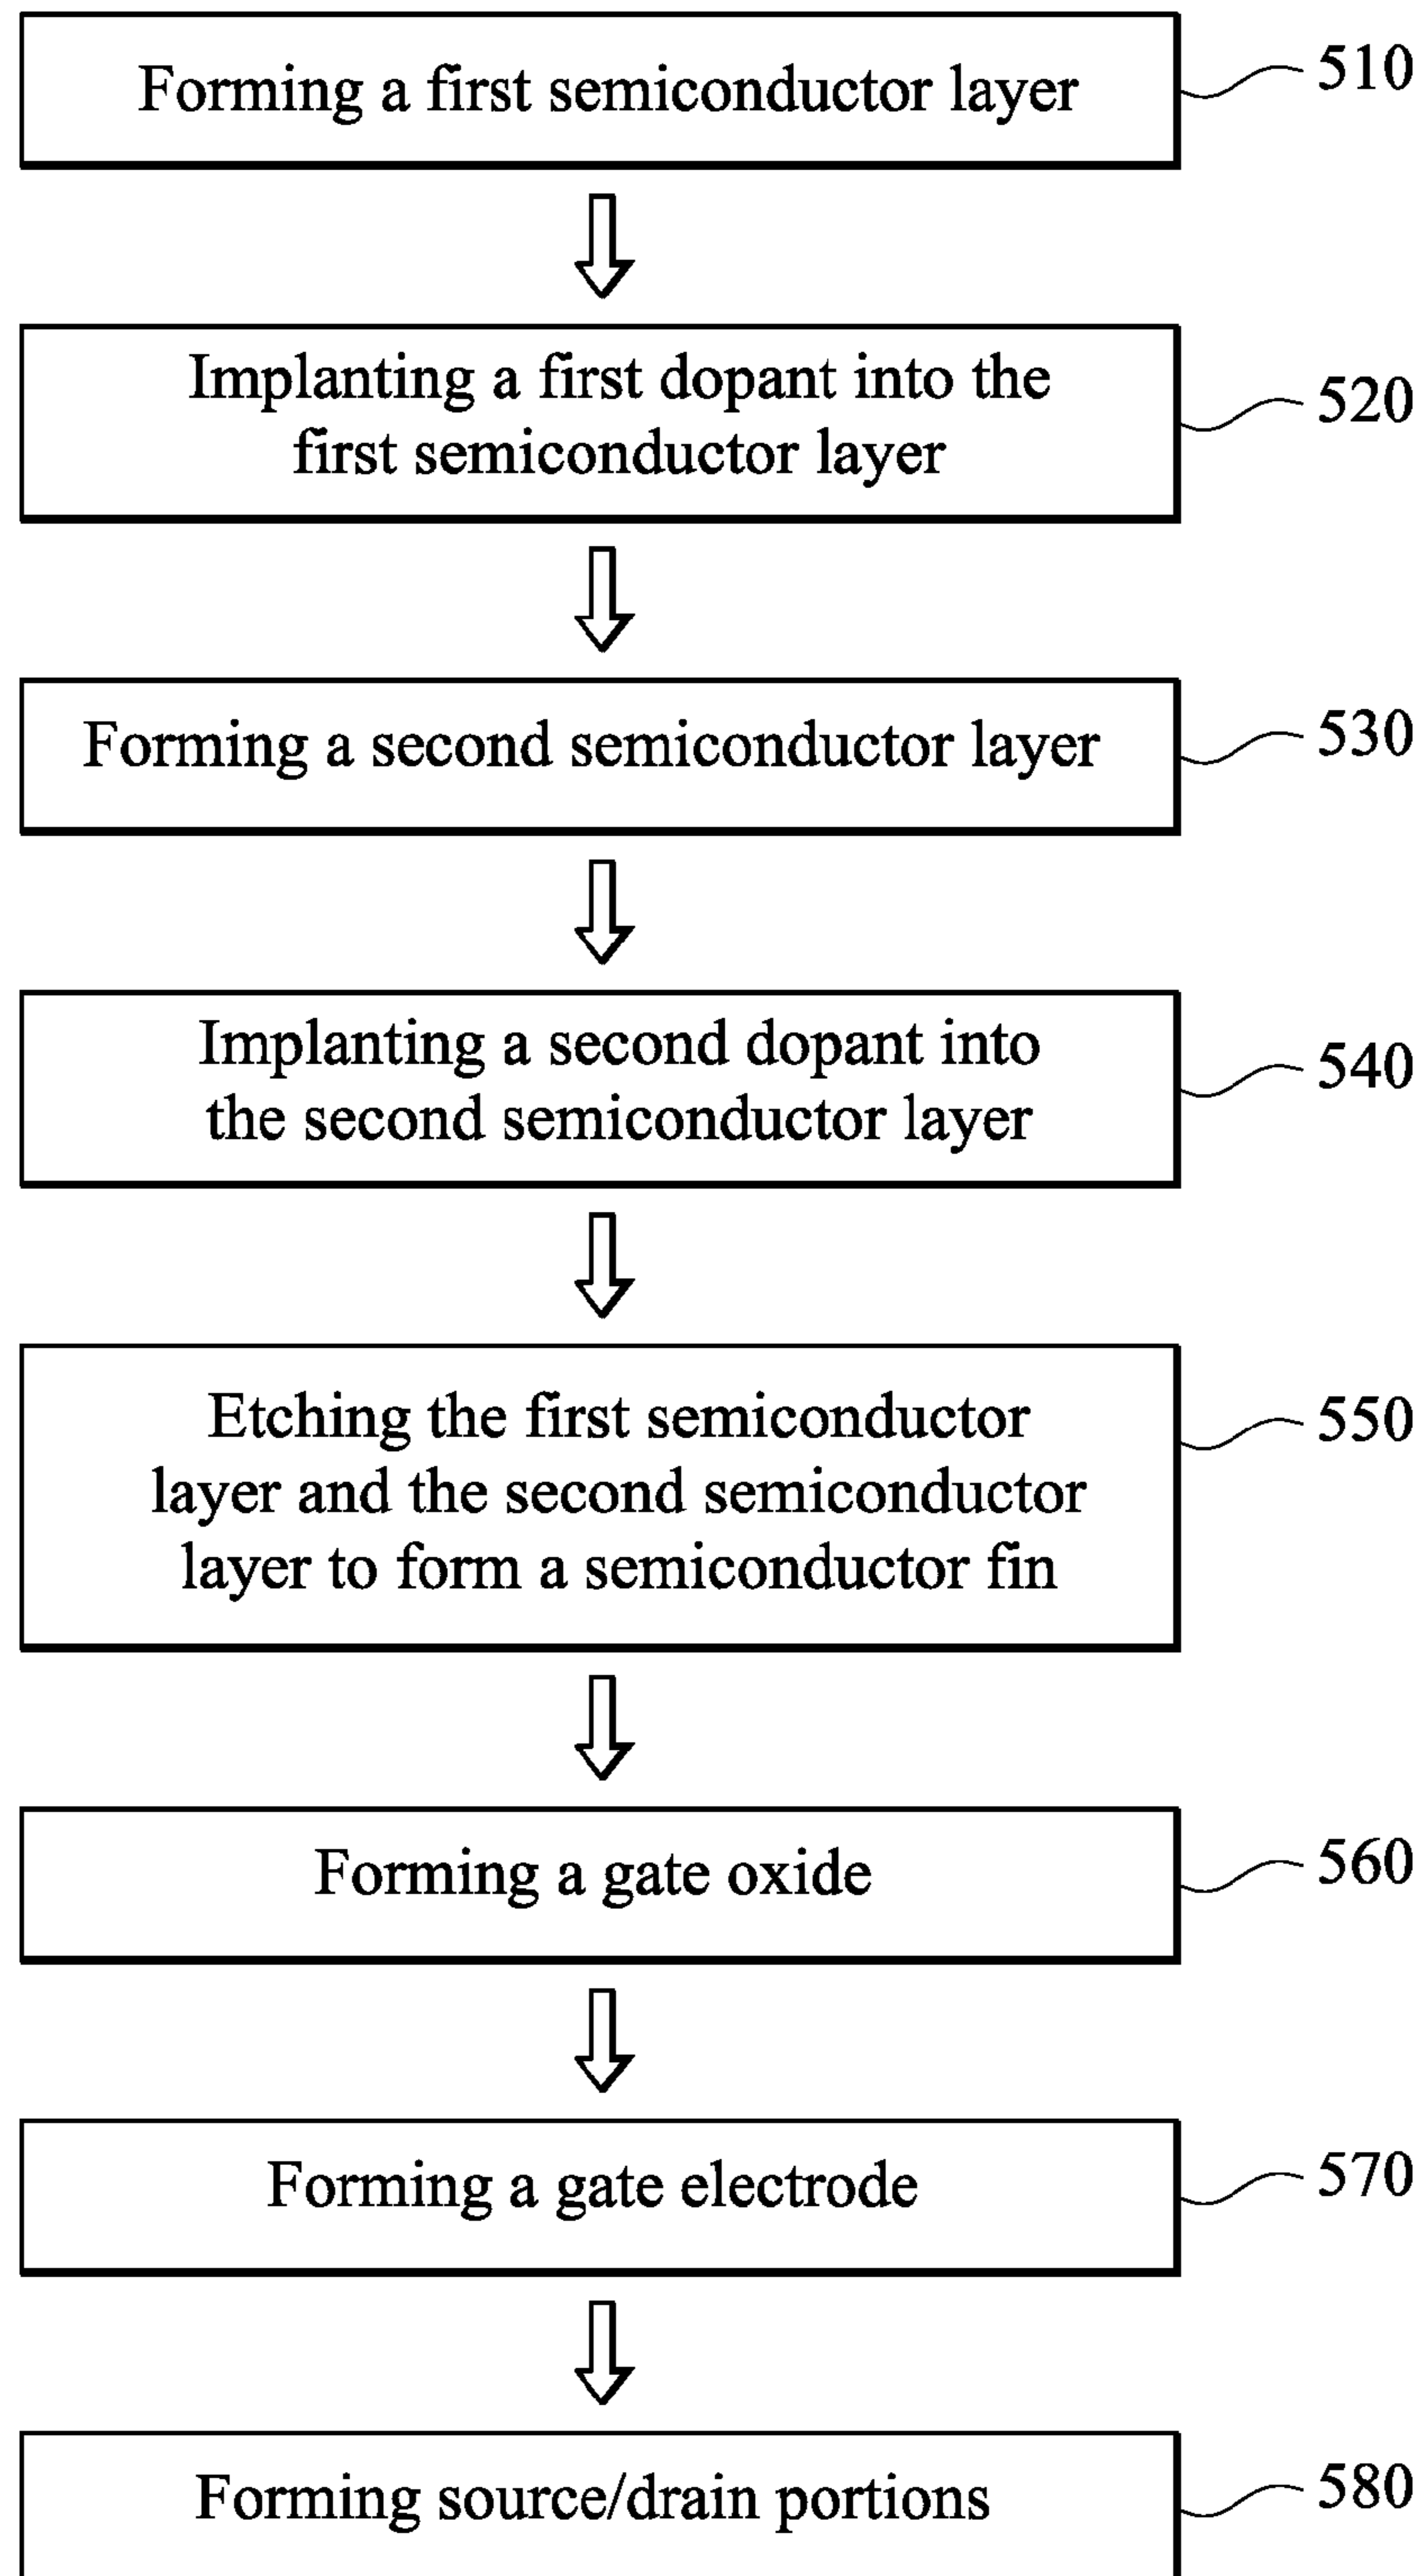 Forming a first semiconductor layer
510
Implanting a first dopant into the
first semiconductor layer
520
Forming a second semiconductor layer
530
Implanting a second dopant into
the second semiconductor layer
540
Etching the first semiconductor
layer and the second semiconductor
layer to form a semiconductor fin
550
Forming a gate oxide
560
Forming a gate electrode
570
Forming source/drain portions
580